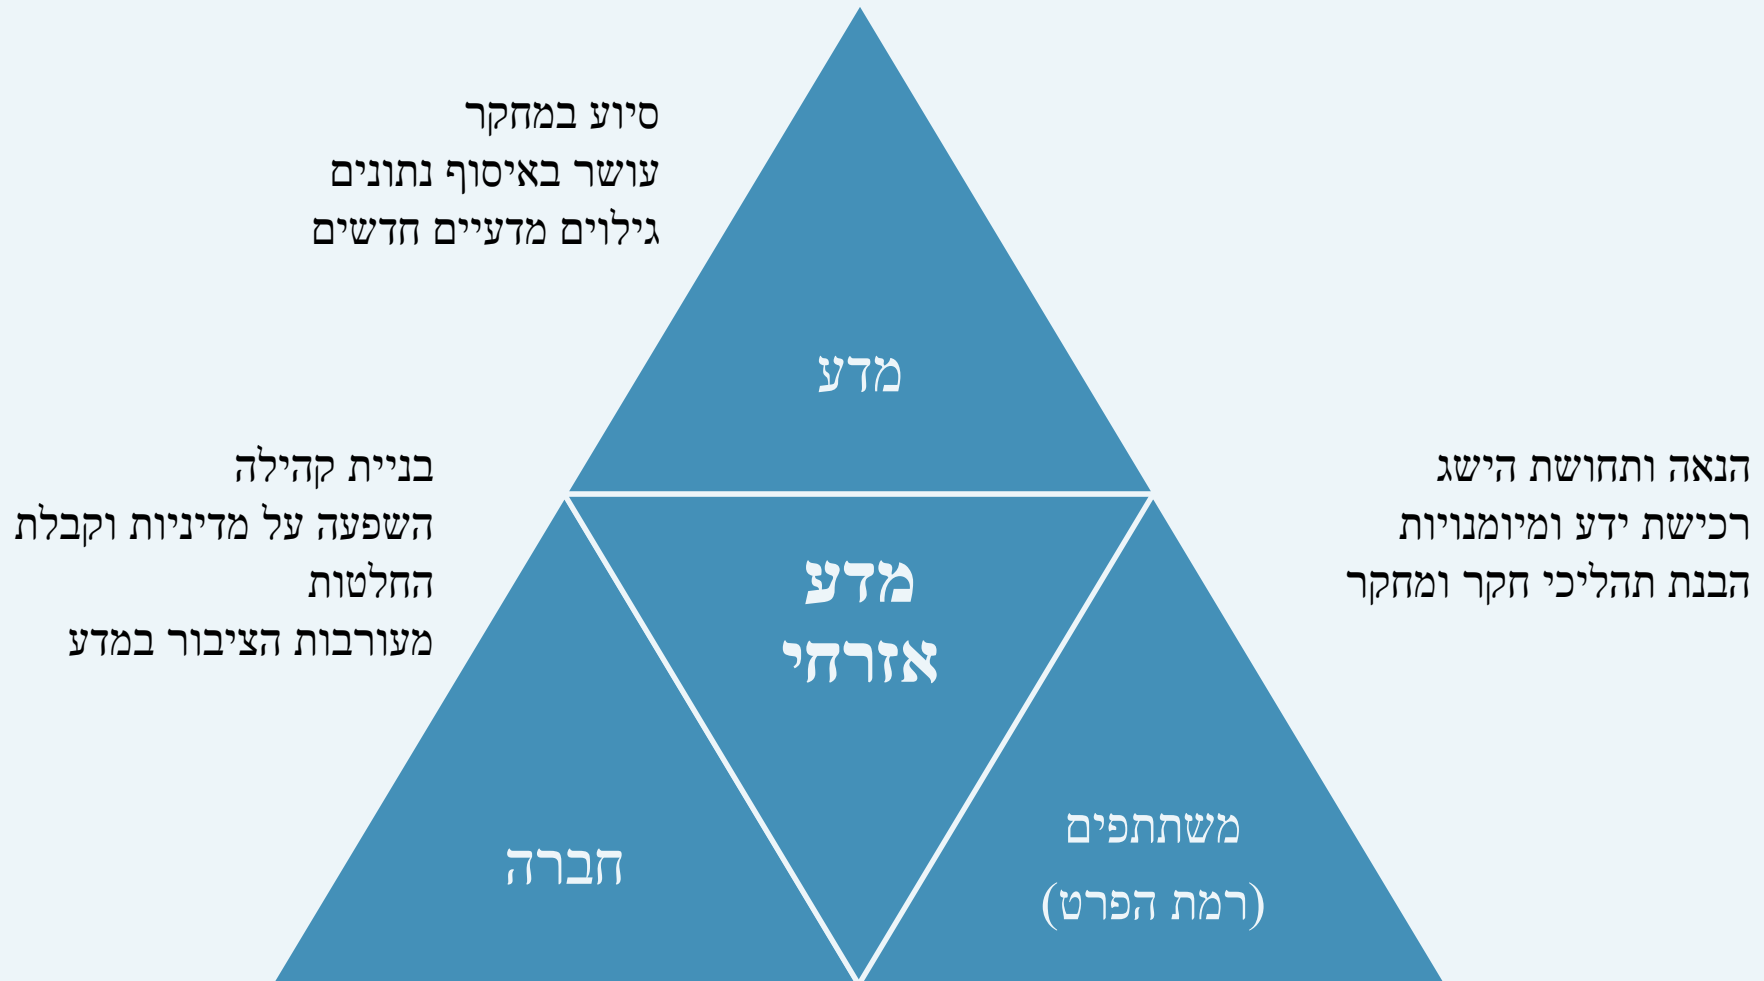 סיוע במחקר
עושר באיסוף נתונים
גילוים מדעיים חדשים
מדע
הנאה ותחושת הישג
רכישת ידע ומיומנויות
הבנת תהליכי חקר ומחקר
בניית קהילה
השפעה על מדיניות וקבלת
החלטות
מעורבות הציבור במדע
מדע
אזרחי
משתתפים
(רמת הפרט)
חברה